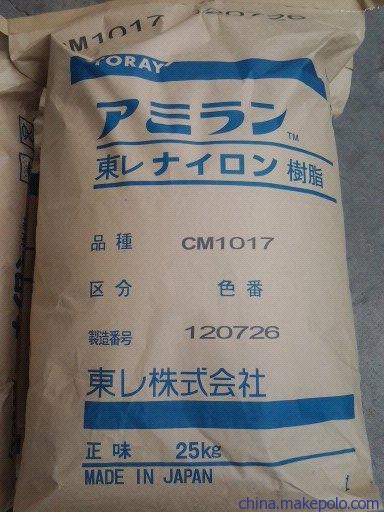 CM1017 120726
TORAY
アミラン™
東レナイロン樹脂
品種 CM1017
区分 色番
製造番号 120726
東レ株式会社
正味 25kg
MADE IN JAPAN
china.makepolo.com